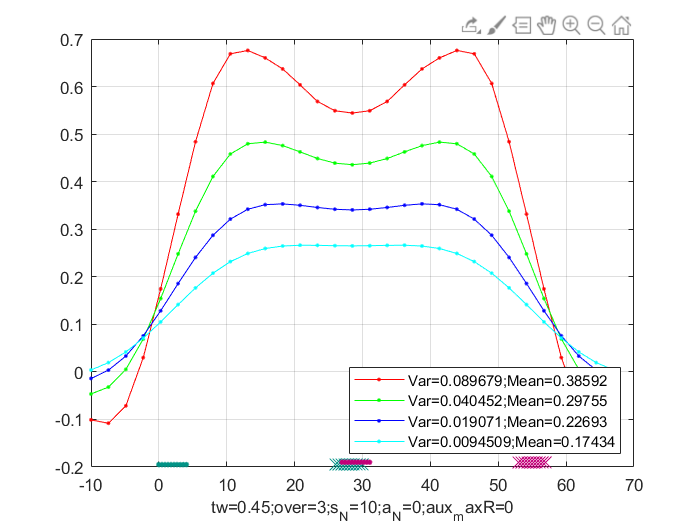 0.7
0.6
0.5
0.4
0.3
0.2
0.1
0
-0.1
-0.2
Var=0.089679;Mean=0.38592
Var=0.040452;Mean=0.29755
Var=0.019071;Mean=0.22693
Var=0.0094509;Mean=0.17434
-10 0 10 20 30 40 50 60 70
tw=0.45;over=3;s_N=10;a_N=0;aux_maxR=0